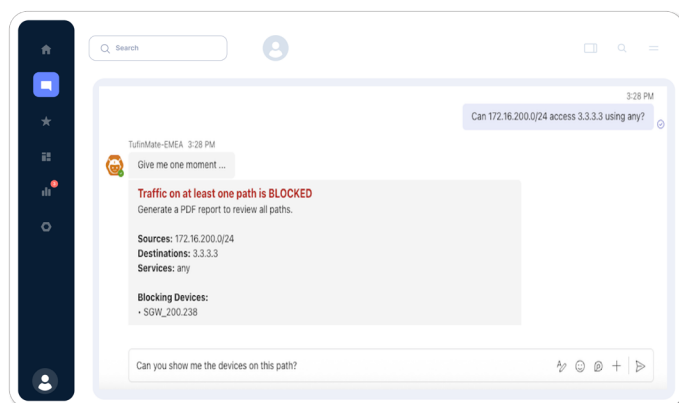 Search
3:28 PM
Can 172.16.200.0/24 access 3.3.3.3 using any?
TufinMate-EMEA 3:28 PM
Give me one moment ...
Traffic on at least one path is BLOCKED
Generate a PDF report to review all paths.
Sources: 172.16.200.0/24
Destinations: 3.3.3.3
Services: any
Blocking Devices:
• SGW_200.238
Can you show me the devices on this path?